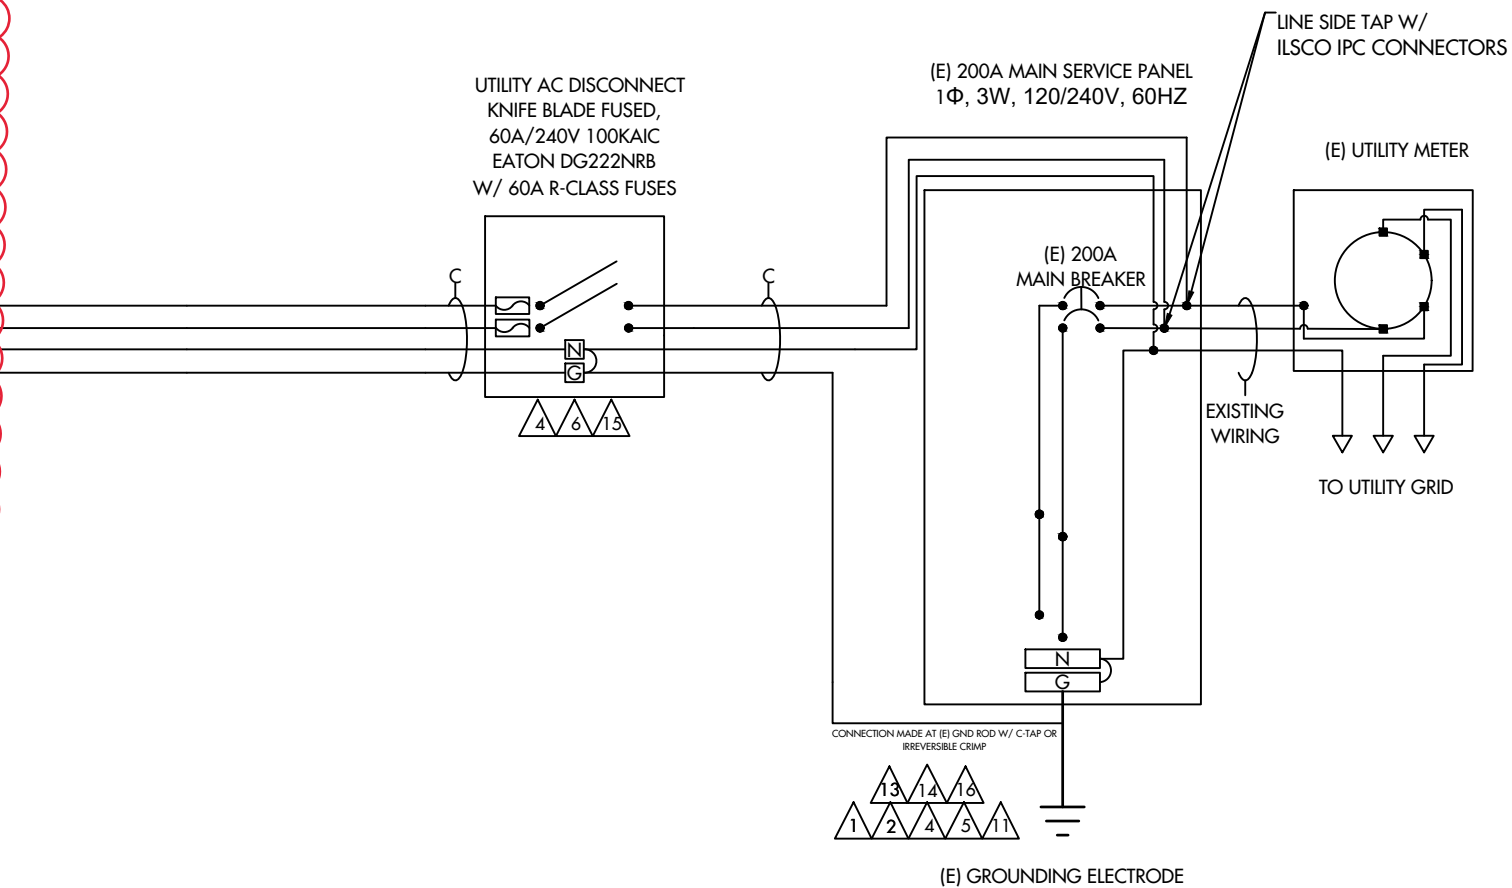 LINE SIDE TAP W/
ILSCO IPC CONNECTORS
(E) 200A MAIN SERVICE PANEL
1Φ, 3W, 120/240V, 60HZ
UTILITY AC DISCONNECT
KNIFE BLADE FUSED,
60A/240V 100KAIC
EATON DG222NRB
W/ 60A R-CLASS FUSES
(E) UTILITY METER
(E) 200A
MAIN BREAKER
C
C
N
G
4 6 15
EXISTING
WIRING
TO UTILITY GRID
N
G
CONNECTION MADE AT (E) GND ROD W/ C-TAP OR
IRREVERSIBLE CRIMP
13 14 16
1 2 4 5 11
(E) GROUNDING ELECTRODE